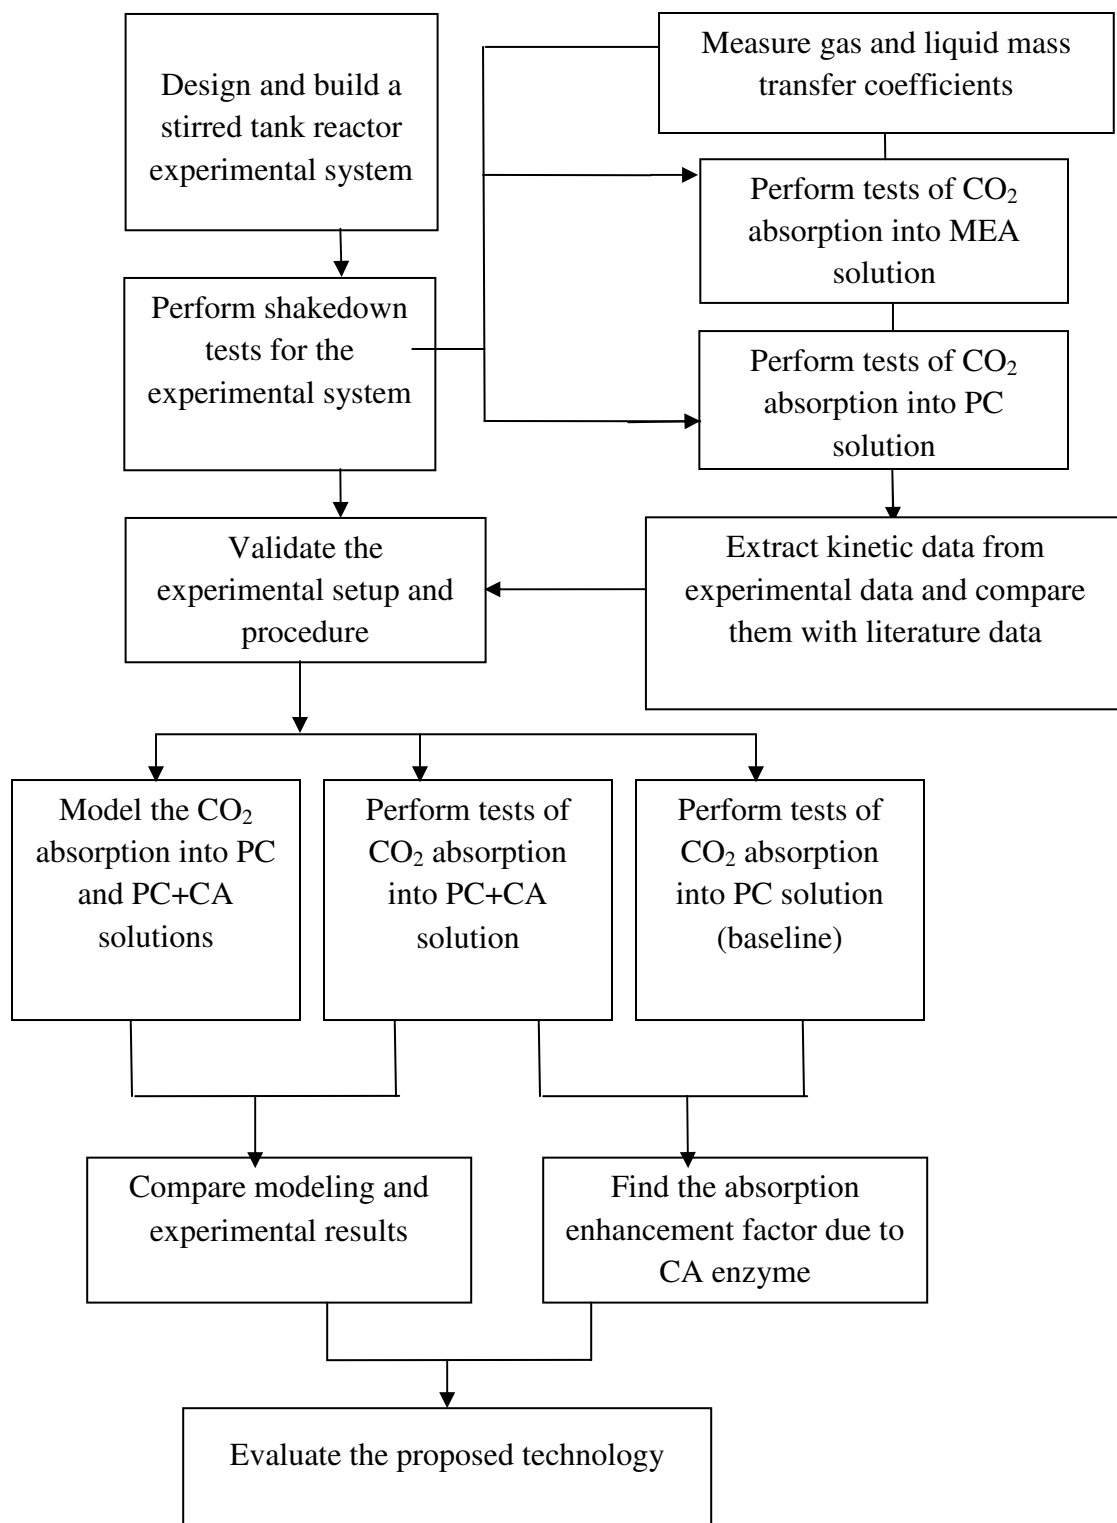 Design and build a
stirred tank reactor
experimental system
Measure gas and liquid mass
transfer coefficients
Perform tests of CO₂
absorption into MEA
solution
Perform shakedown
tests for the
experimental system
Perform tests of CO₂
absorption into PC
solution
Validate the
experimental setup and
procedure
Extract kinetic data from
experimental data and compare
them with literature data
Model the CO₂
absorption into PC
and PC+CA
solutions
Perform tests of
CO₂ absorption
into PC+CA
solution
Perform tests of
CO₂ absorption
into PC solution
(baseline)
Compare modeling and
experimental results
Find the absorption
enhancement factor due to
CA enzyme
Evaluate the proposed technology